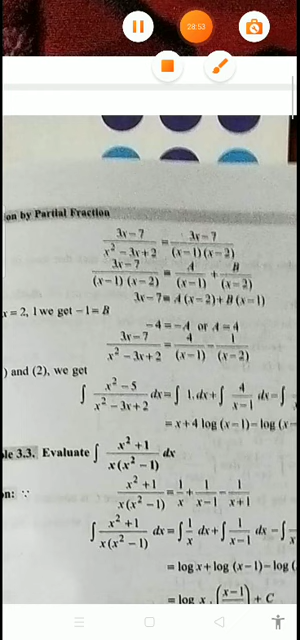 28:53
ion by Partial Fraction
3x−7 / x² − 3x+2 = 3x−7 / (x−1)(x−2)
3x−7 / (x−1)(x−2) = A / (x−1) + B / (x−2)
3x−7= A(x−2)+B(x−1)
x = 2, 1 we get −1 = B
−4 = −A or A = 4
3x−7 / x² − 3x+2 = 4 / (x−1) − 1 / (x−2)
) and (2), we get
∫ x² − 5 / x² − 3x+2 dx = ∫ 1.dx + ∫ 4 / x−1 dx − ∫
= x+4 log (x−1)−log (x−
le 3.3. Evaluate ∫ x² +1 / x(x² −1) dx
n: ∵ x² +1 / x(x² −1) = 1 / x + 1 / x−1 − 1 / x+1
∫ x² +1 / x(x² −1) dx = ∫ 1 / x dx + ∫ 1 / x−1 dx − ∫ / x
= log x + log (x−1)−log (
= log x . (x−1) + C